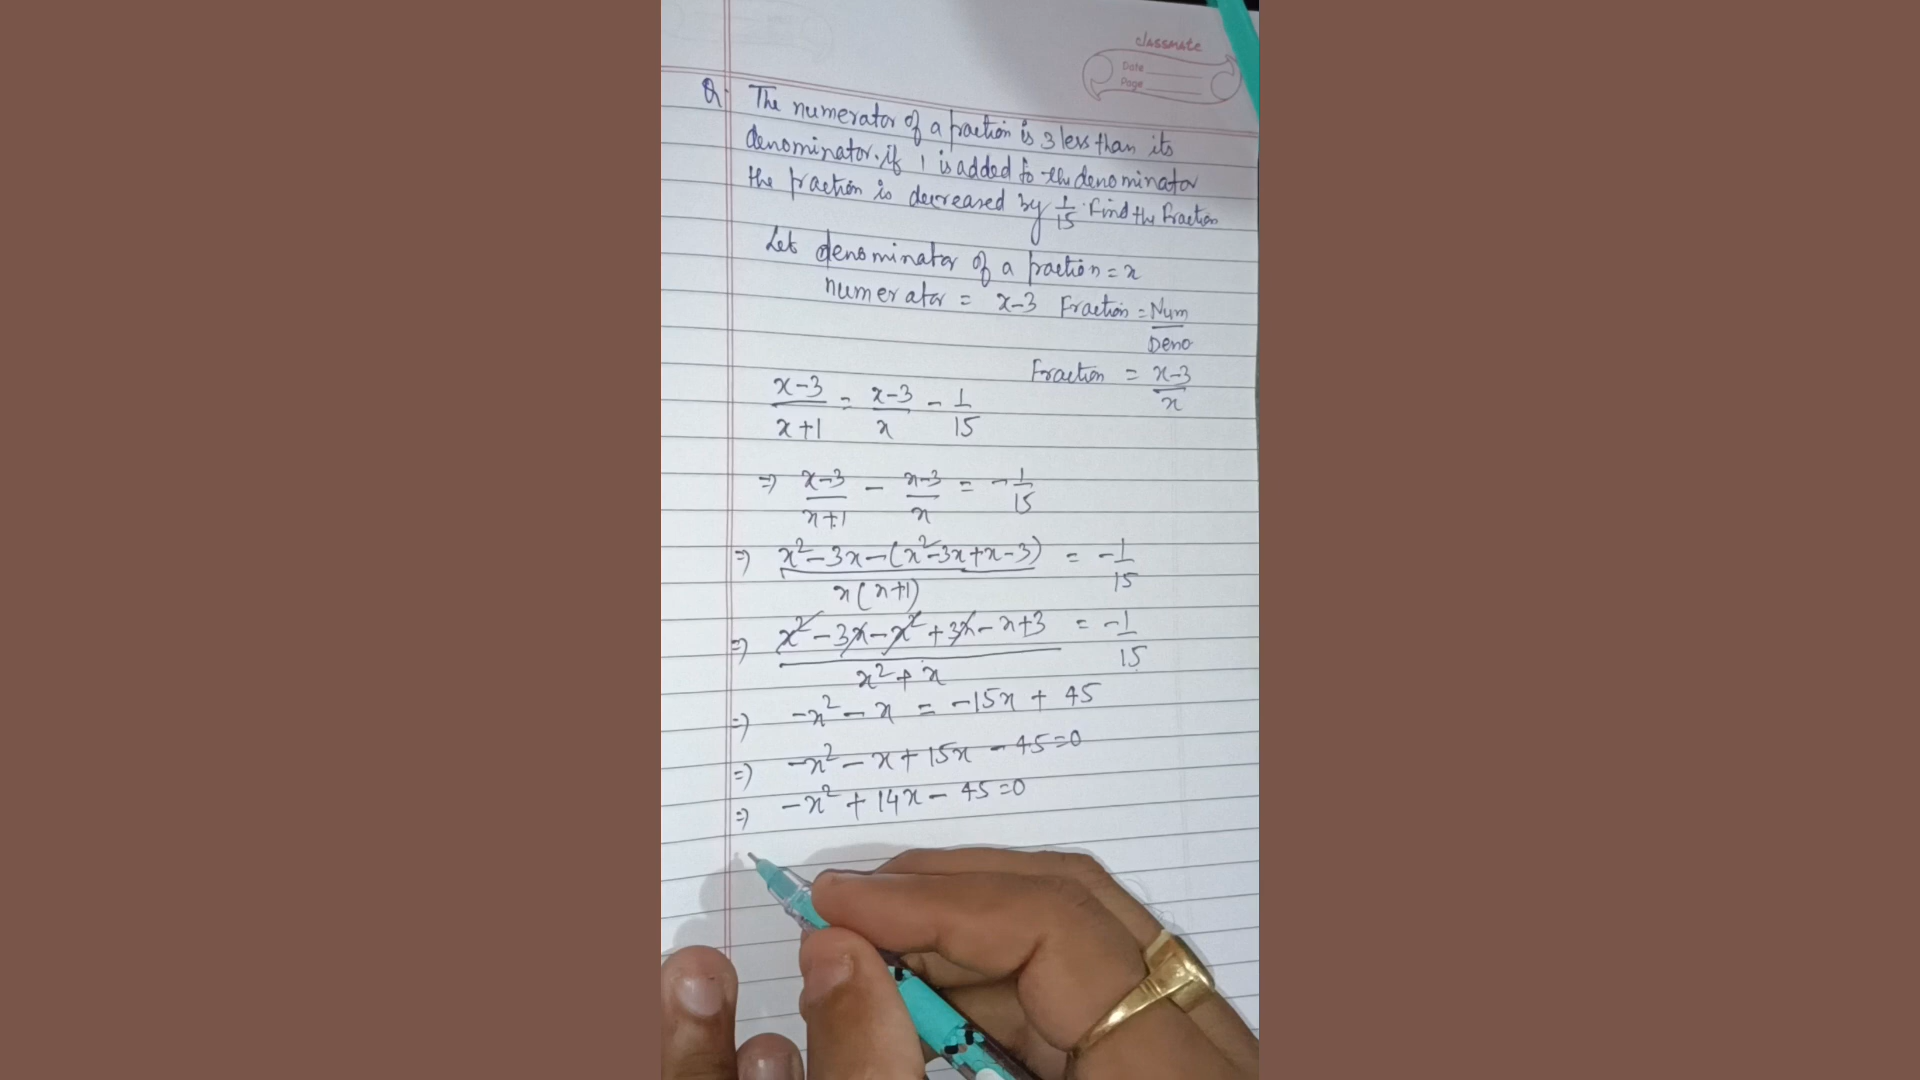 classmate
Date
Page
Q. The numerator of a fraction is 3 less than its
denominator. if 1 is added to the denominator
the fraction is decreased by 1/15. Find the fraction
Let denominator of a fraction = x
numerator = x-3 Fraction = Num/Deno
Fraction = x-3/x
x-3/x+1 = x-3/x - 1/15
⇒ x-3/x+1 - x-3/x = -1/15
⇒ x²-3x-(x²-3x+x-3)/x(x+1) = -1/15
⇒ x²-3x-x²+3x-x+3/x²+x = -1/15
⇒ -x²-x = -15x+45
⇒ -x²-x+15x-45=0
⇒ -x²+14x-45=0